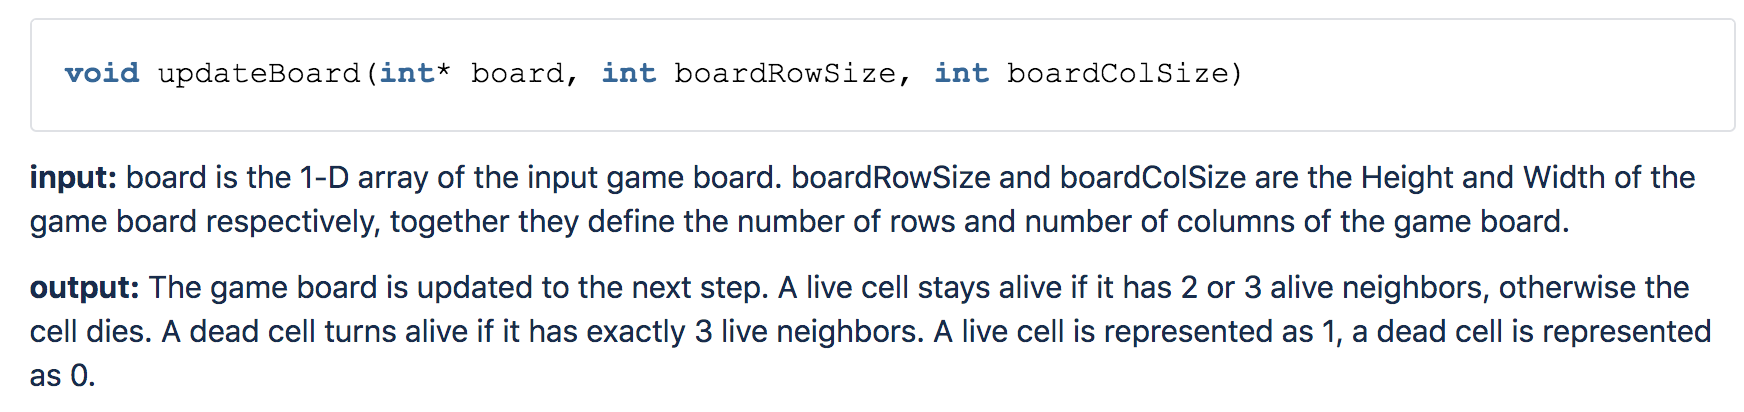 void updateBoard(int* board, int boardRowSize, int boardColSize)
input: board is the 1-D array of the input game board. boardRowSize and boardColSize are the Height and Width of the
game board respectively, together they define the number of rows and number of columns of the game board.
output: The game board is updated to the next step. A live cell stays alive if it has 2 or 3 alive neighbors, otherwise the
cell dies. A dead cell turns alive if it has exactly 3 live neighbors. A live cell is represented as 1, a dead cell is represented
as 0.